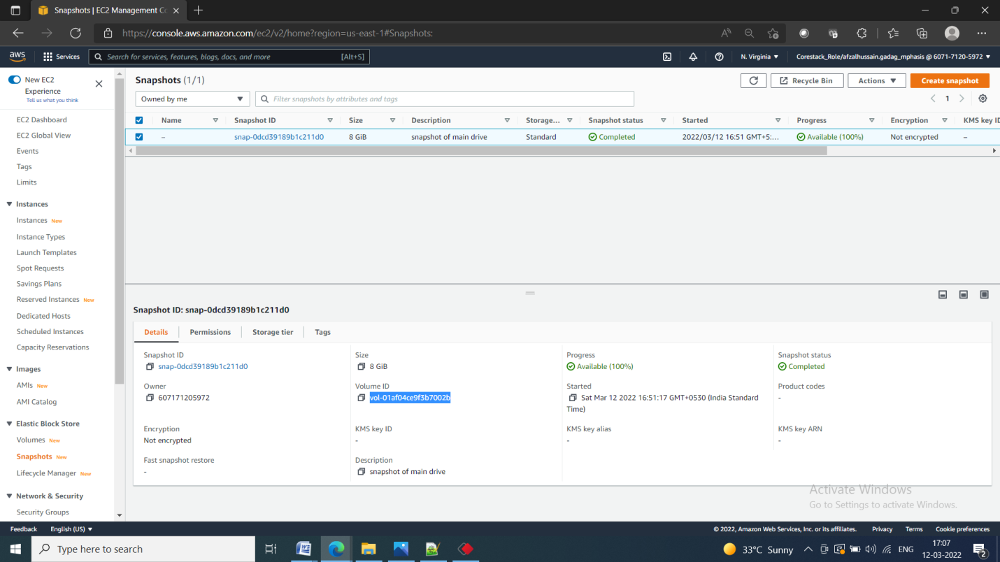 Snapshots | EC2 Management Co
https://console.aws.amazon.com/ec2/v2/home?region=us-east-1#Snapshots:
aws
Services
Search for services, features, blogs, docs, and more
[Alt+S]
N. Virginia
Corestack_Role/afzalhussain.gadag_mphasis @ 6071-7120-5972
New EC2
Experience
Tell us what you think
EC2 Dashboard
EC2 Global View
Events
Tags
Limits
Instances
Instances New
Instance Types
Launch Templates
Spot Requests
Savings Plans
Reserved Instances New
Dedicated Hosts
Scheduled Instances
Capacity Reservations
Images
AMIs New
AMI Catalog
Elastic Block Store
Volumes New
Snapshots New
Lifecycle Manager New
Network & Security
Security Groups
Snapshots (1/1)
Recycle Bin
Actions
Create snapshot
Owned by me
Filter snapshots by attributes and tags
1
Name Snapshot ID Size Description Storage... Snapshot status Started Progress Encryption KMS key ID
– snap-0dcd39189b1c211d0 8 GiB snapshot of main drive Standard Completed 2022/03/12 16:51 GMT+5:... Available (100%) Not encrypted –
Snapshot ID: snap-0dcd39189b1c211d0
Details Permissions Storage tier Tags
Snapshot ID
snap-0dcd39189b1c211d0
Size
8 GiB
Progress
Available (100%)
Snapshot status
Completed
Owner
607171205972
Volume ID
vol-01af04ce9f3b7002b
Started
Sat Mar 12 2022 16:51:17 GMT+0530 (India Standard
Time)
Product codes
-
Encryption
Not encrypted
KMS key ID
-
KMS key alias
-
KMS key ARN
-
Fast snapshot restore
-
Description
snapshot of main drive
Activate Windows
Go to Settings to activate Windows.
Feedback English (US)
© 2022, Amazon Web Services, Inc. or its affiliates. Privacy Terms Cookie preferences
Type here to search
33°C Sunny
ENG
17:07
12-03-2022
2